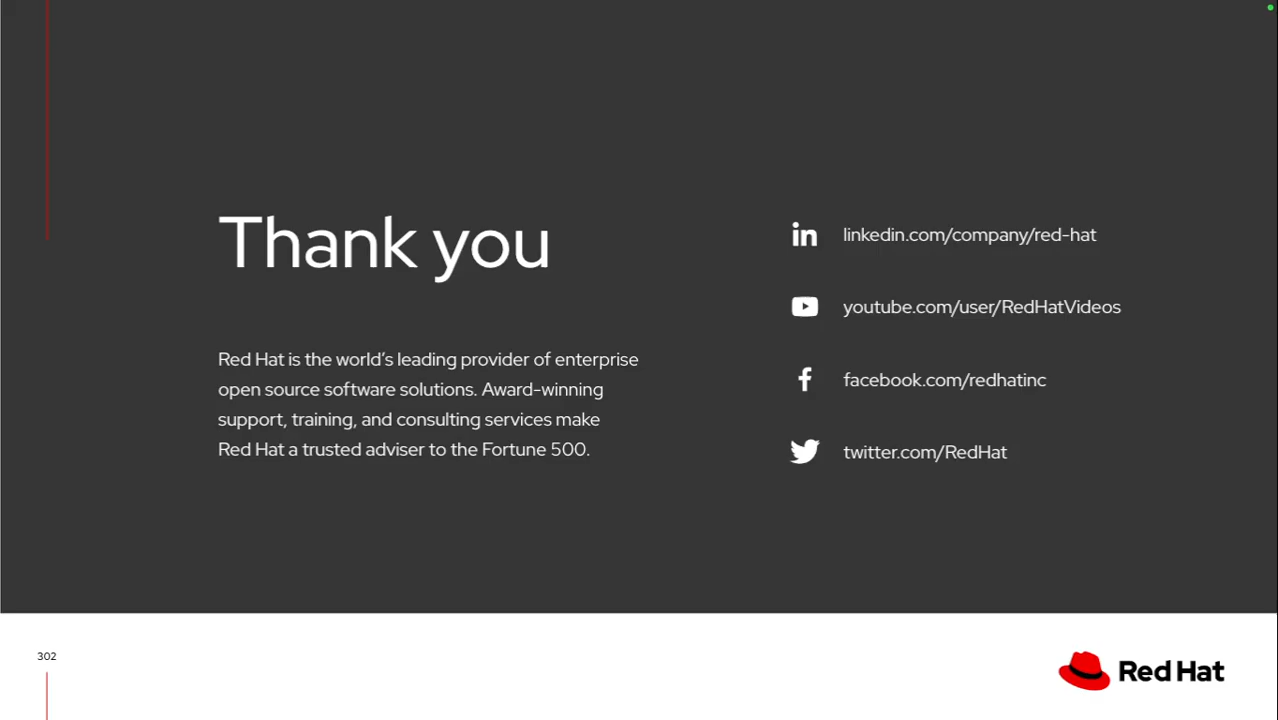 Thank you
Red Hat is the world's leading provider of enterprise
open source software solutions. Award-winning
support, training, and consulting services make
Red Hat a trusted adviser to the Fortune 500.
linkedin.com/company/red-hat
youtube.com/user/RedHatVideos
facebook.com/redhatinc
twitter.com/RedHat
302
Red Hat